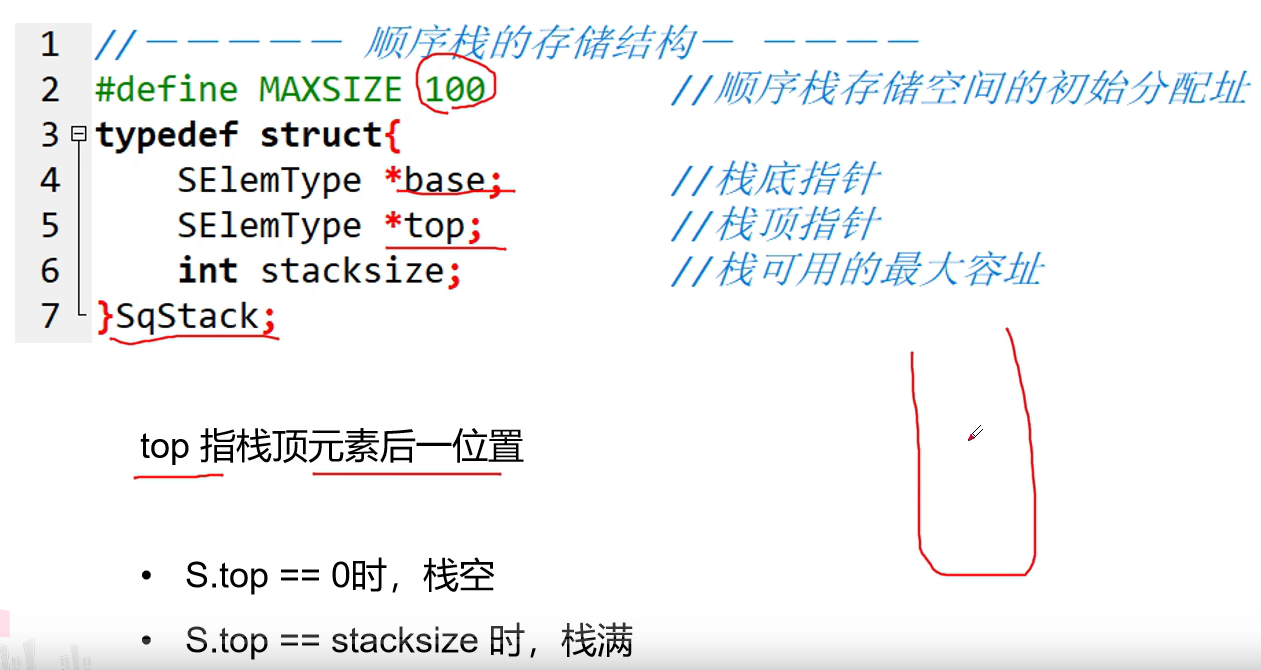 1 //－－－－－ 顺序栈的存储结构－ －－－－
2 #define MAXSIZE 100 //顺序栈存储空间的初始分配址
3 typedef struct{
4 SElemType *base; //栈底指针
5 SElemType *top; //栈顶指针
6 int stacksize; //栈可用的最大容址
7 }SqStack;
top 指栈顶元素后一位置
• S.top == 0时，栈空
• S.top == stacksize 时，栈满